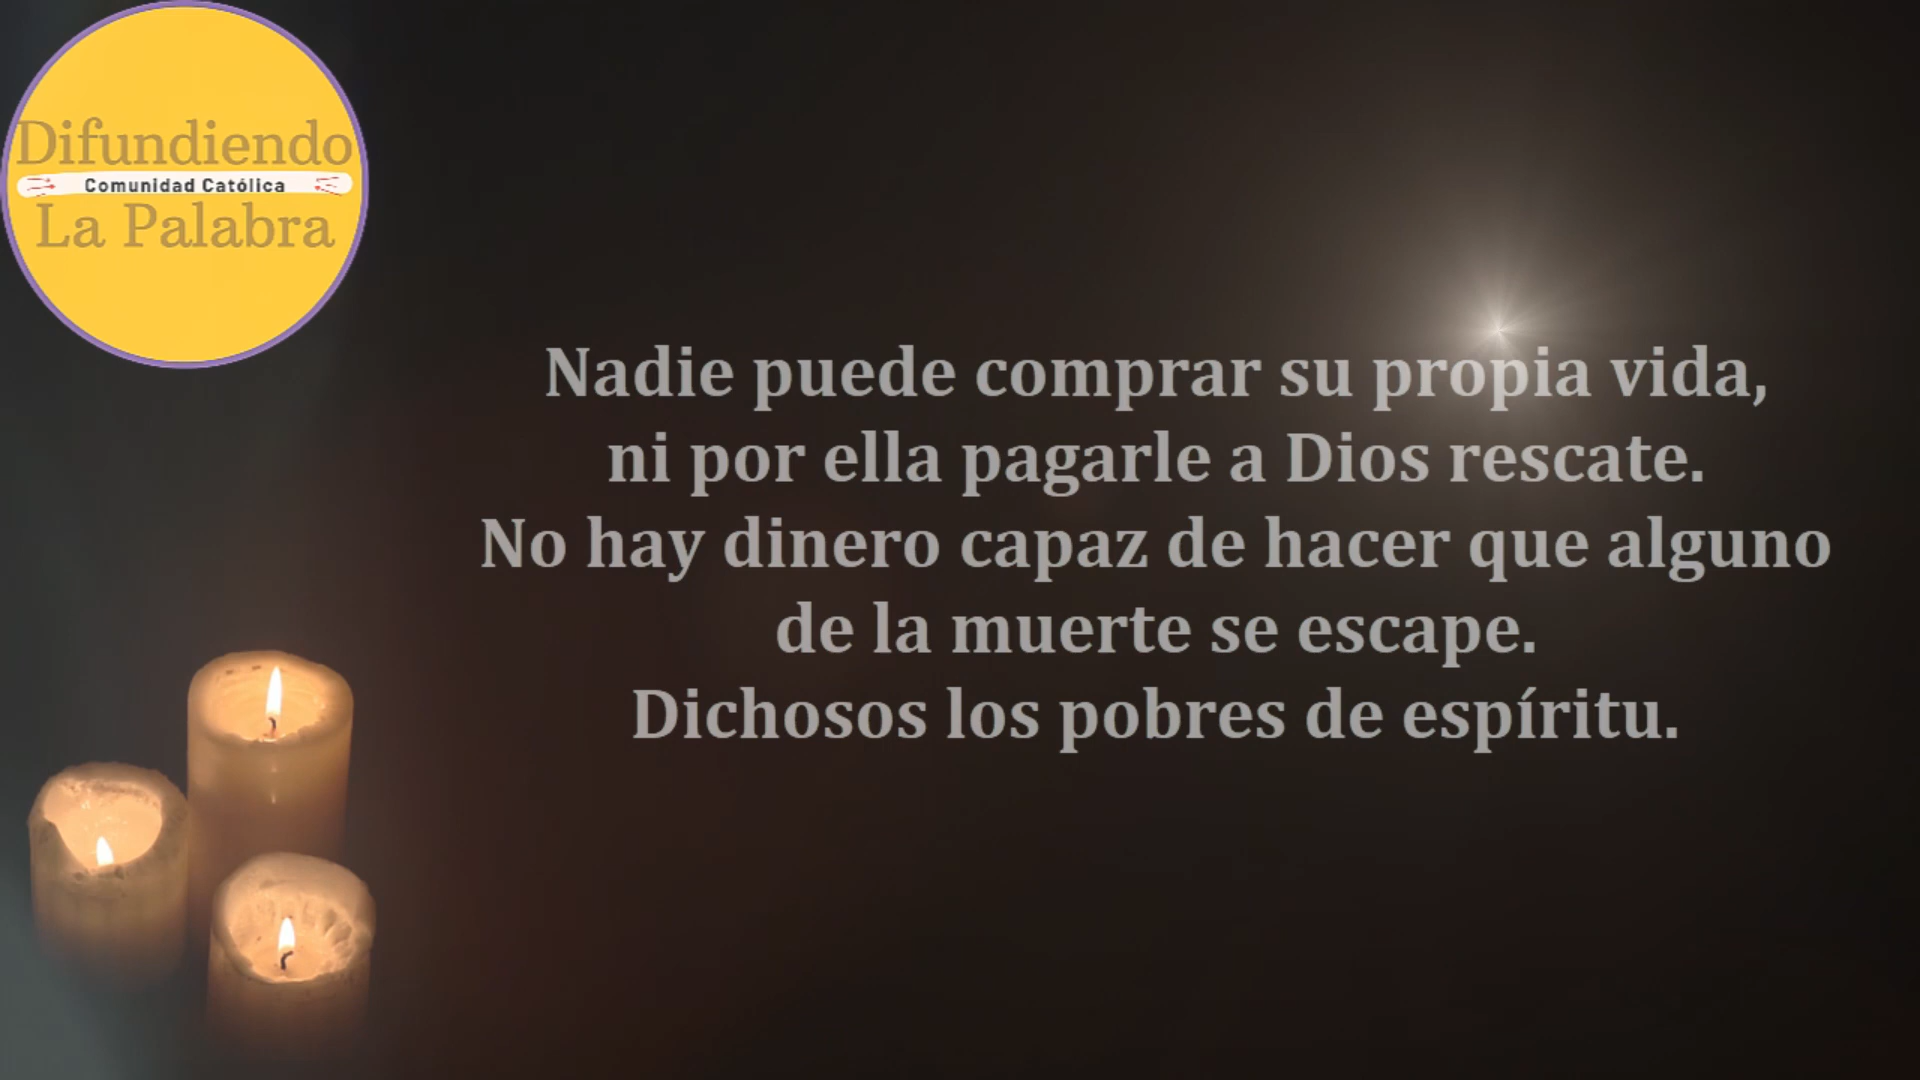 Difundiendo
Comunidad Católica
La Palabra
Nadie puede comprar su propia vida,
ni por ella pagarle a Dios rescate.
No hay dinero capaz de hacer que alguno
de la muerte se escape.
Dichosos los pobres de espíritu.